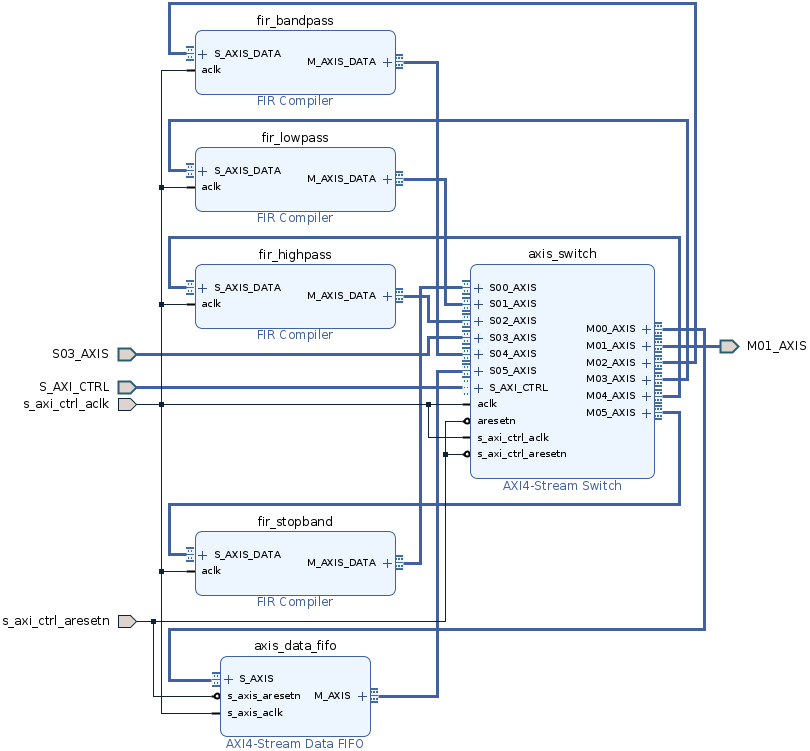 fir_bandpass
S_AXIS_DATA
M_AXIS_DATA
aclk
FIR Compiler
fir_lowpass
S_AXIS_DATA
M_AXIS_DATA
aclk
FIR Compiler
fir_highpass
S_AXIS_DATA
M_AXIS_DATA
aclk
FIR Compiler
axis_switch
S00_AXIS
S01_AXIS
S02_AXIS
S03_AXIS
S04_AXIS
S05_AXIS
S_AXI_CTRL
aclk
aresetn
s_axi_ctrl_aclk
s_axi_ctrl_aresetn
M00_AXIS
M01_AXIS
M02_AXIS
M03_AXIS
M04_AXIS
M05_AXIS
AXI4-Stream Switch
S03_AXIS
S_AXI_CTRL
s_axi_ctrl_aclk
M01_AXIS
fir_stopband
S_AXIS_DATA
M_AXIS_DATA
aclk
FIR Compiler
s_axi_ctrl_aresetn
axis_data_fifo
S_AXIS
s_axis_aresetn
M_AXIS
s_axis_aclk
AXI4-Stream Data FIFO